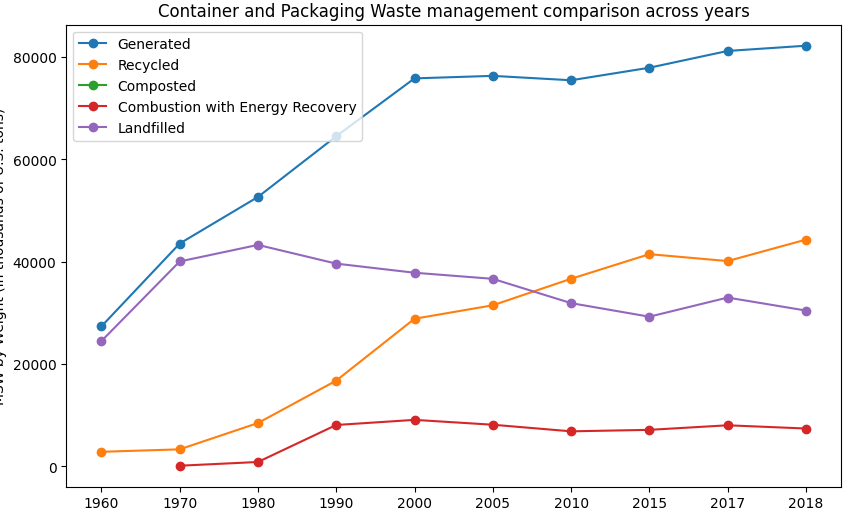 Container and Packaging Waste management comparison across years
Generated
Recycled
Composted
Combustion with Energy Recovery
Landfilled
80000
60000
40000
20000
0
1960 1970 1980 1990 2000 2005 2010 2015 2017 2018